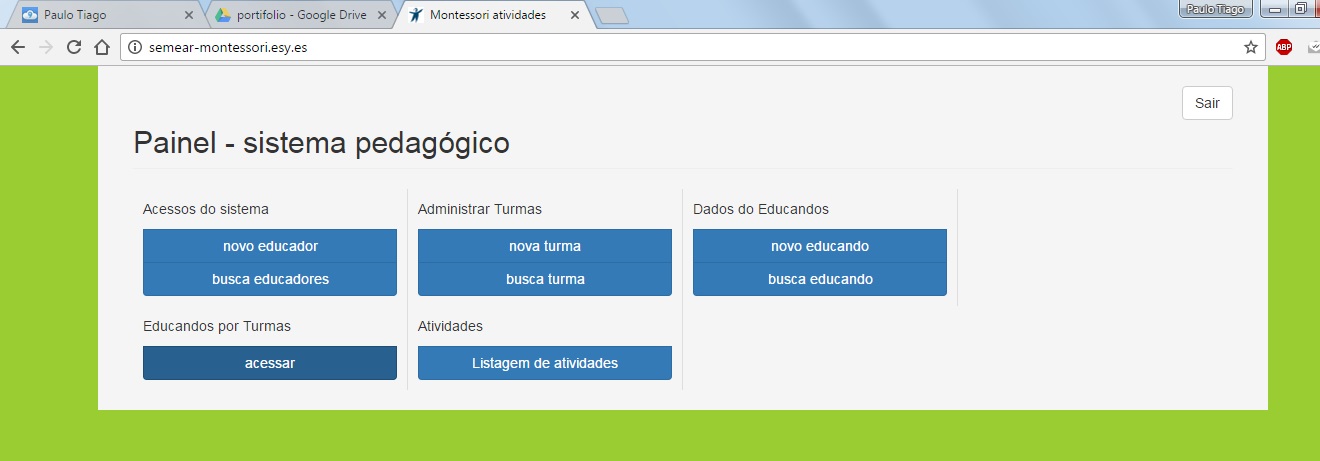 Paulo Tiago
portifolio - Google Drive
Montessori atividades
Paulo Tiago
semear-montessori.esy.es
ABP
Sair
Painel - sistema pedagógico
Acessos do sistema
novo educador
busca educadores
Administrar Turmas
nova turma
busca turma
Dados do Educandos
novo educando
busca educando
Educandos por Turmas
acessar
Atividades
Listagem de atividades